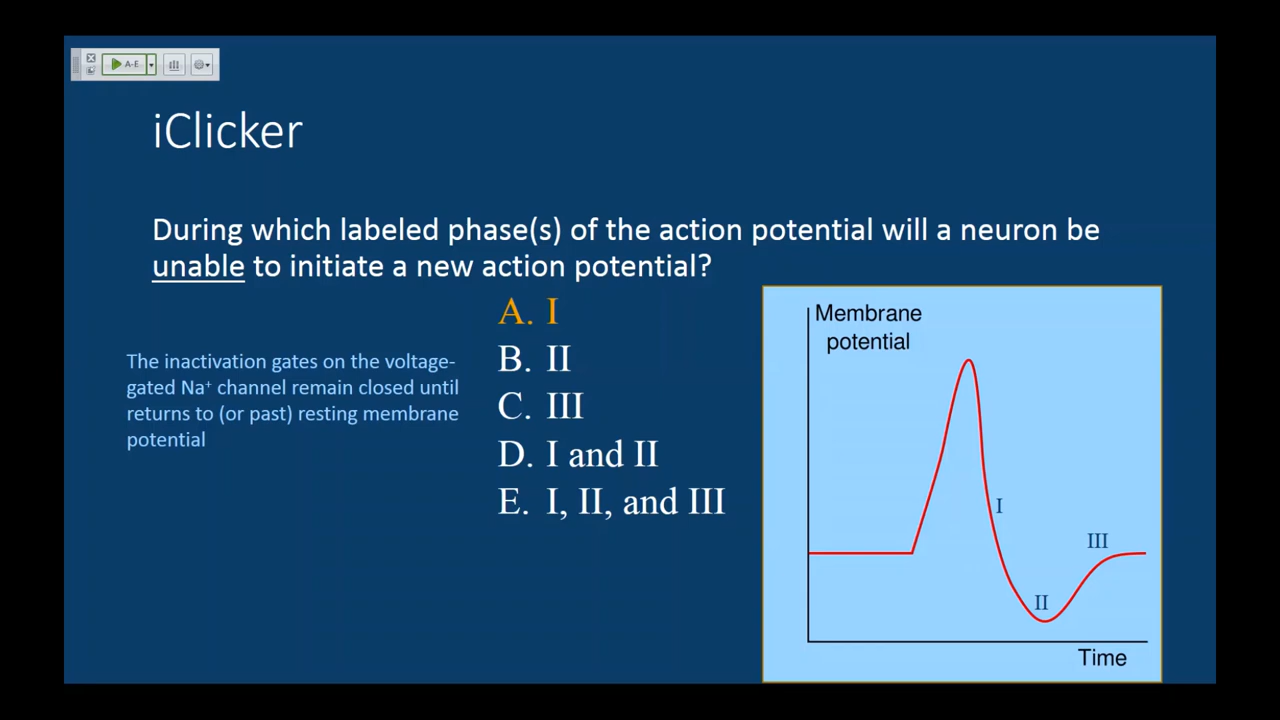 A-E
iClicker
During which labeled phase(s) of the action potential will a neuron be
unable to initiate a new action potential?
A. I
B. II
C. III
D. I and II
E. I, II, and III
The inactivation gates on the voltage-
gated Na⁺ channel remain closed until
returns to (or past) resting membrane
potential
Membrane
potential
I
III
II
Time